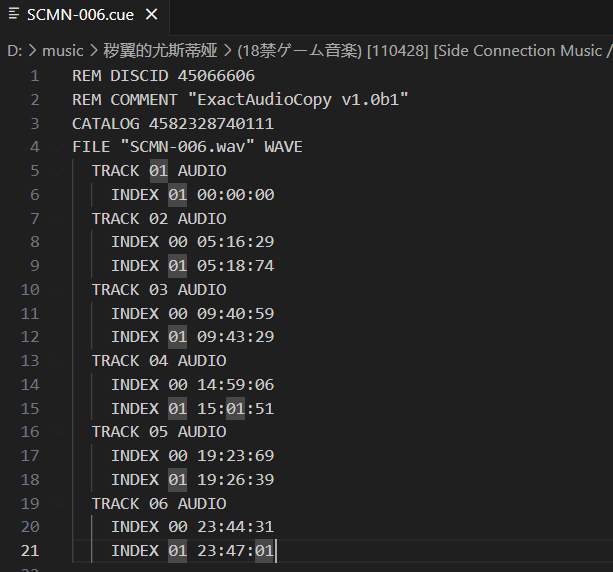 SCMN-006.cue
D: > music > 秽翼的尤斯蒂娅 > (18禁ゲーム音楽) [110428] [Side Connection Music /
1 REM DISCID 45066606
2 REM COMMENT "ExactAudioCopy v1.0b1"
3 CATALOG 4582328740111
4 FILE "SCMN-006.wav" WAVE
5 TRACK 01 AUDIO
6 INDEX 01 00:00:00
7 TRACK 02 AUDIO
8 INDEX 00 05:16:29
9 INDEX 01 05:18:74
10 TRACK 03 AUDIO
11 INDEX 00 09:40:59
12 INDEX 01 09:43:29
13 TRACK 04 AUDIO
14 INDEX 00 14:59:06
15 INDEX 01 15:01:51
16 TRACK 05 AUDIO
17 INDEX 00 19:23:69
18 INDEX 01 19:26:39
19 TRACK 06 AUDIO
20 INDEX 00 23:44:31
21 INDEX 01 23:47:01